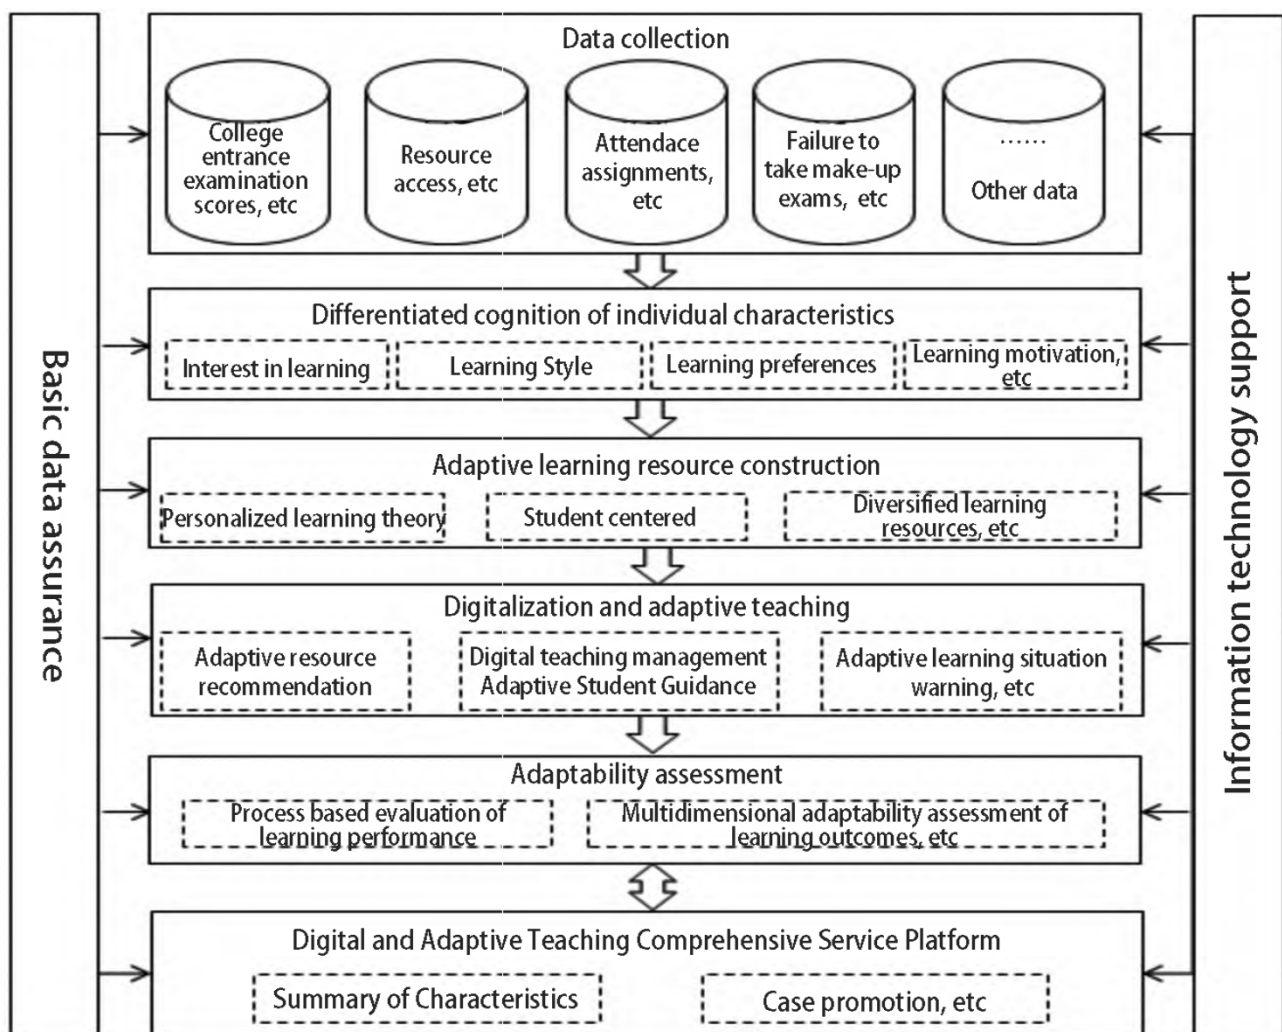 Data collection
College
entrance
examination
scores, etc
Resource
access, etc
Attendace
assignments,
etc
Failure to
take make-up
exams, etc
......
Other data
Differentiated cognition of individual characteristics
Interest in learning
Learning Style
Learning preferences
Learning motivation,
etc
Adaptive learning resource construction
Personalized learning theory
Student centered
Diversified learning
resources, etc
Digitalization and adaptive teaching
Adaptive resource
recommendation
Digital teaching management
Adaptive Student Guidance
Adaptive learning situation
warning, etc
Adaptability assessment
Process based evaluation of
learning performance
Multidimensional adaptability assessment of
learning outcomes, etc
Digital and Adaptive Teaching Comprehensive Service Platform
Summary of Characteristics
Case promotion, etc
Basic data assurance
Information technology support